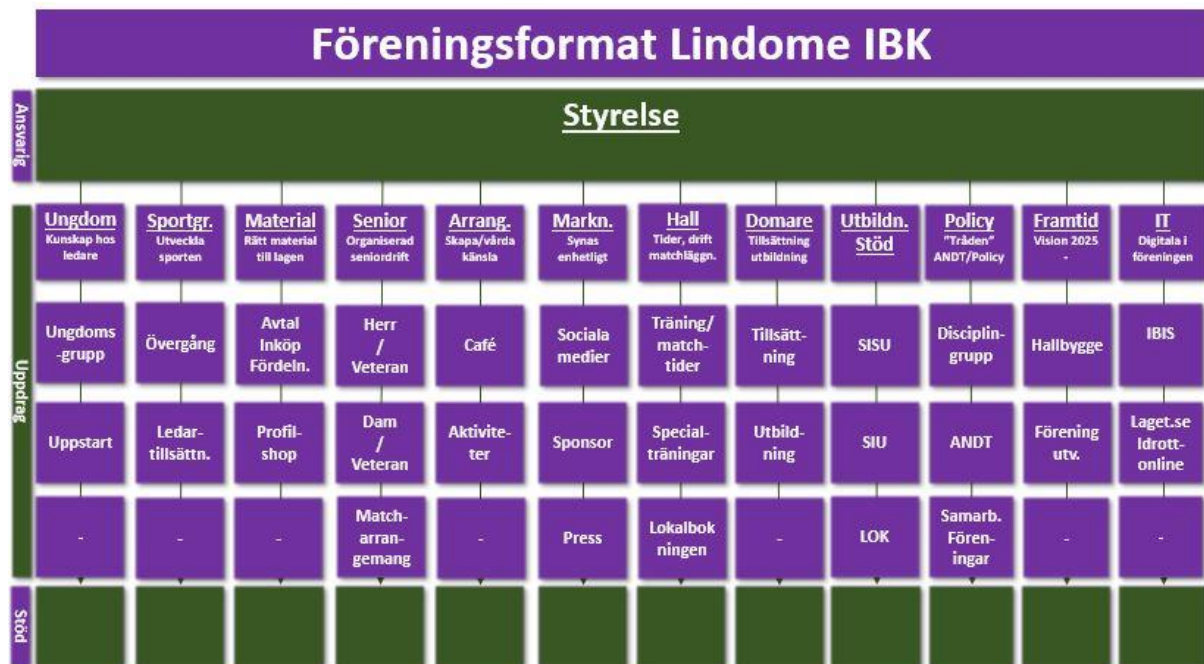 Föreningsformat Lindome IBK
Ansvarig
Styrelse
Uppdrag
Ungdom
Kunskap hos
ledare
Sportgr.
Utveckla
sporten
Material
Rätt material
till lagen
Senior
Organiserad
seniordrift
Arrang.
Skapa/vårda
känsla
Markn.
Synas
enhetligt
Hall
Tider, drift
matchläggn.
Domare
Tillsättning
utbildning
Utbildn.
Stöd
Policy
"Tråden"
ANDT/Policy
Framtid
Vision 2025
-
IT
Digitala i
föreningen
Ungdoms
-grupp
Övergång
Avtal
Inköp
Fördeln.
Herr
/
Veteran
Café
Sociala
medier
Träning/
match-
tider
Tillsätt-
ning
SISU
Disciplin-
grupp
Hallbygge
IBIS
Uppstart
Ledar-
tillsättn.
Profil-
shop
Dam
/
Veteran
Aktivite-
ter
Sponsor
Special-
träningar
Utbild-
ning
SIU
ANDT
Förening
utv.
Laget.se
Idrott-
online
-
-
-
Match-
arran-
gemang
-
Press
Lokalbok
ningen
-
LOK
Samarb.
Fören-
ingar
-
-
Stöd